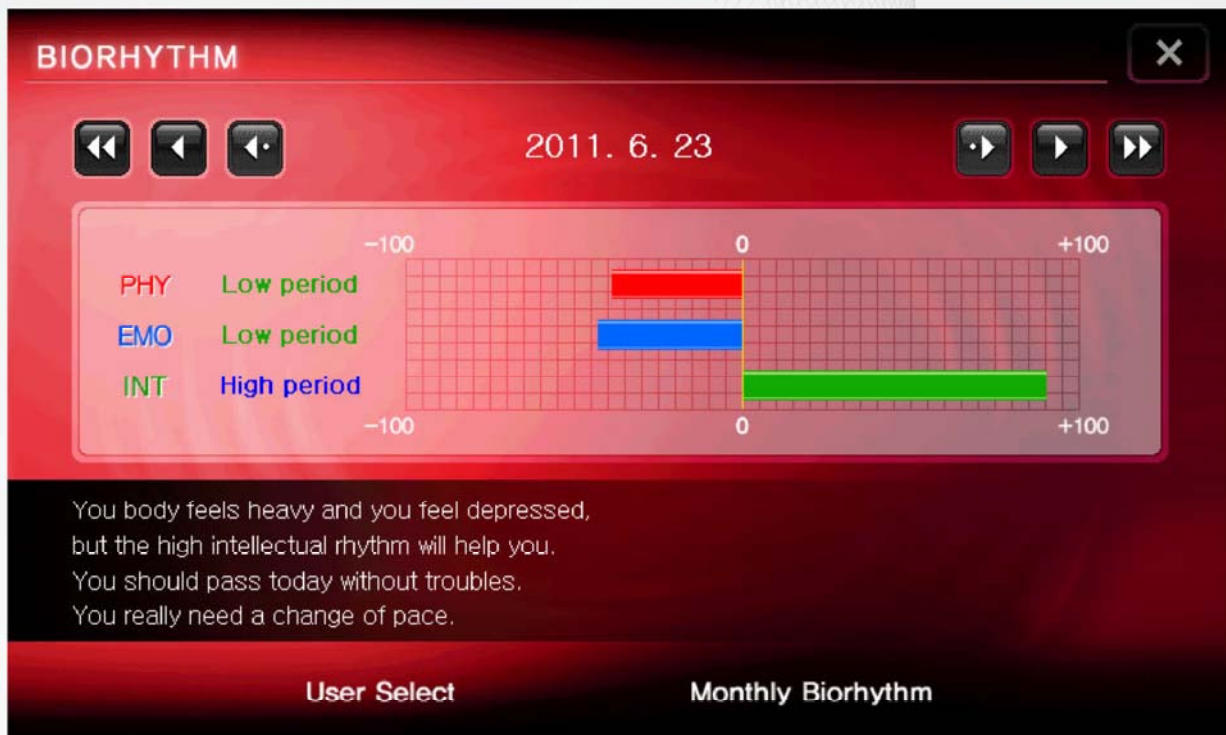 BIORHYTHM
2011. 6. 23
-100 0 +100
PHY Low period
EMO Low period
INT High period
-100 0 +100
You body feels heavy and you feel depressed,
but the high intellectual rhythm will help you.
You should pass today without troubles.
You really need a change of pace.
User Select Monthly Biorhythm